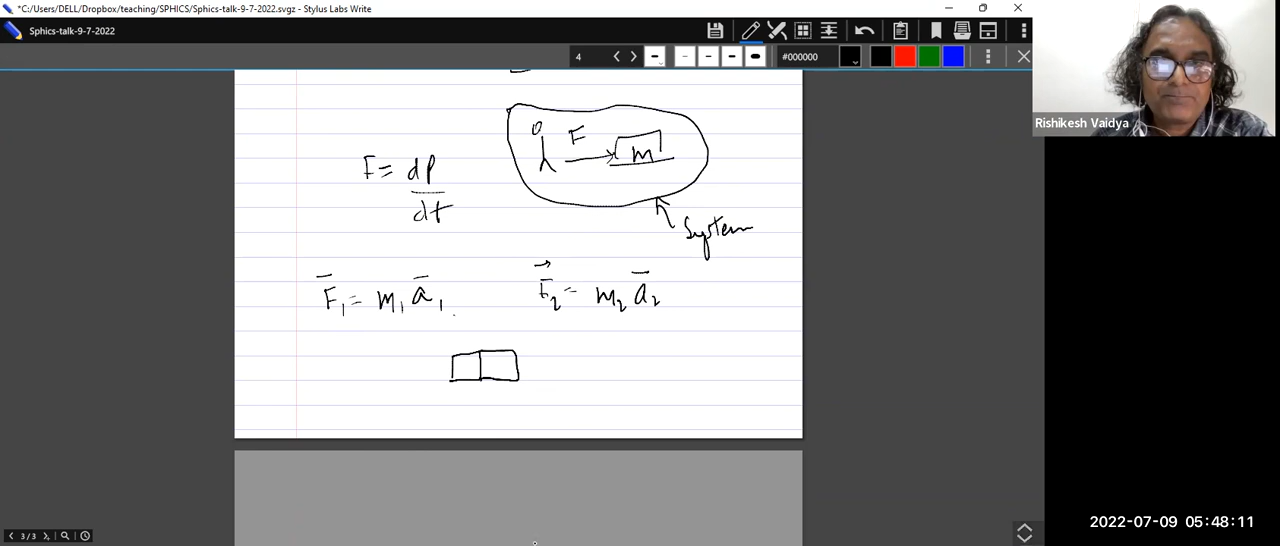 *C:/Users/DELL/Dropbox/teaching/SPHICS/Sphics-talk-9-7-2022.svgz - Stylus Labs Write
Sphics-talk-9-7-2022
4
#000000
Rishikesh Vaidya
F
m
F = dP/dt
System
F₁ = m₁ a₁.
F₂ = m₂ a₂
3/3
2022-07-09 05:48:11